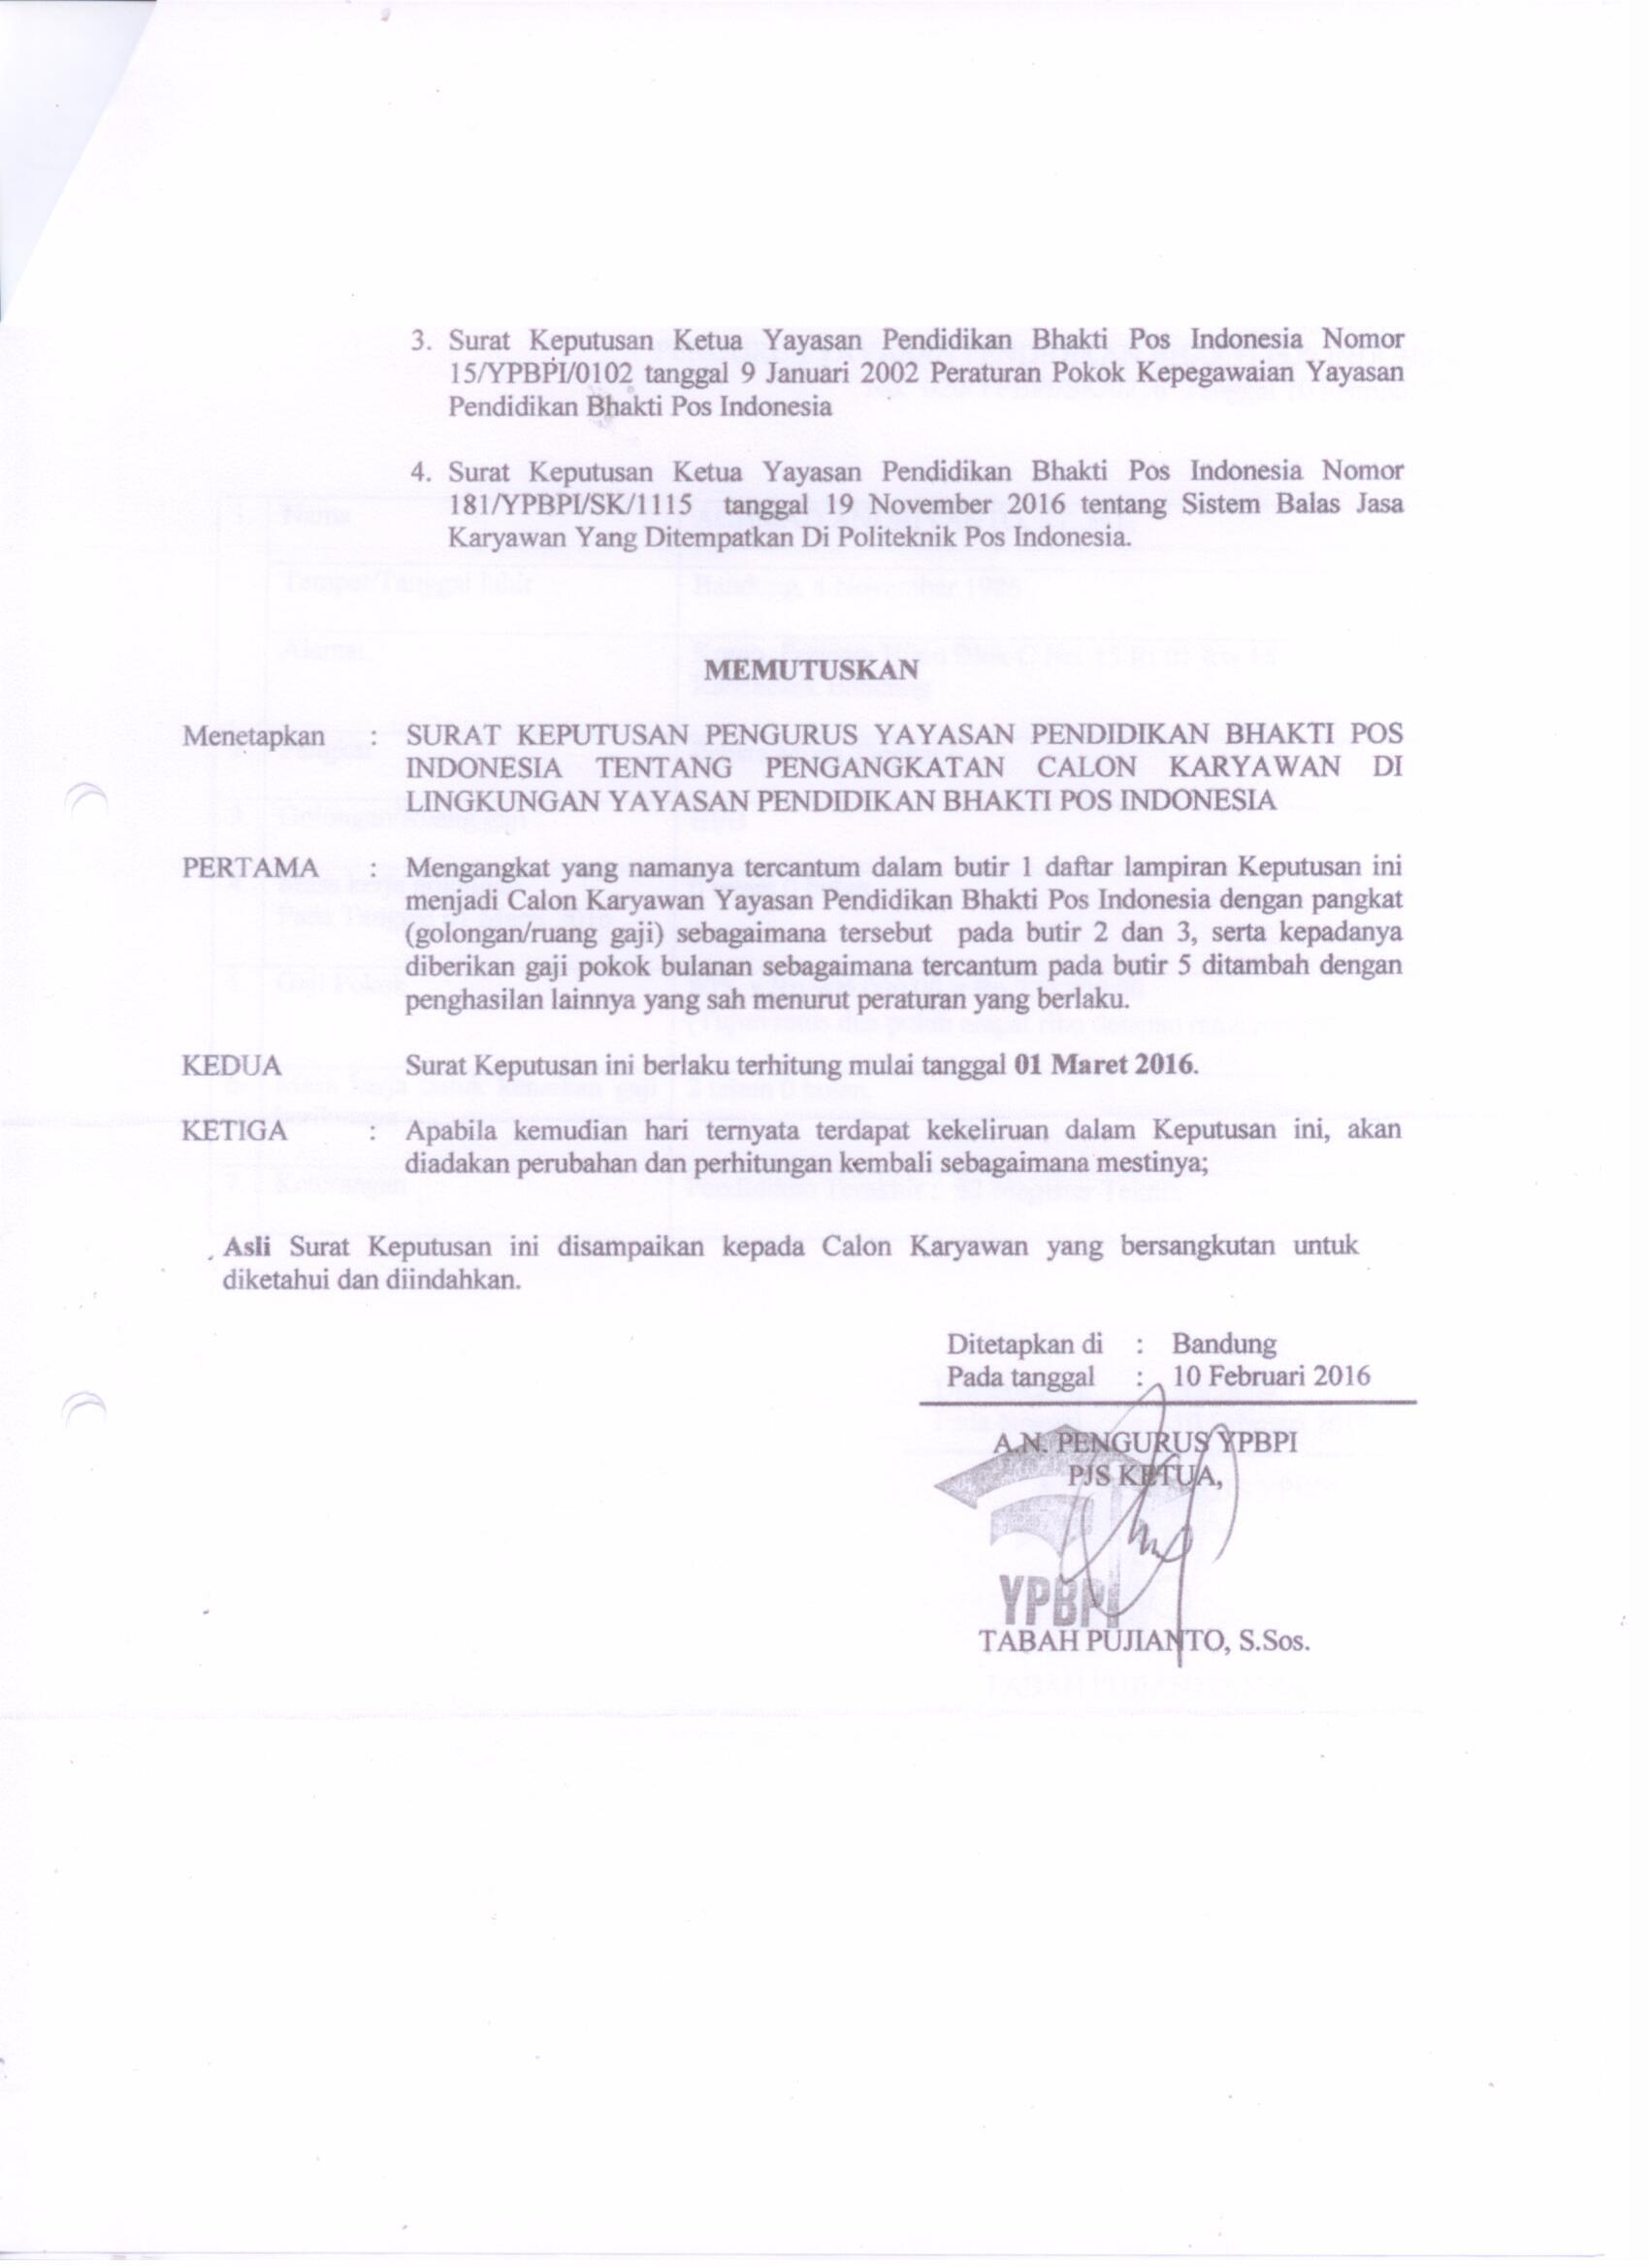 3. Surat Keputusan Ketua Yayasan Pendidikan Bhakti Pos Indonesia Nomor
15/YPBPI/0102 tanggal 9 Januari 2002 Peraturan Pokok Kepegawaian Yayasan
Pendidikan Bhakti Pos Indonesia
4. Surat Keputusan Ketua Yayasan Pendidikan Bhakti Pos Indonesia Nomor
181/YPBPI/SK/1115 tanggal 19 November 2016 tentang Sistem Balas Jasa
Karyawan Yang Ditempatkan Di Politeknik Pos Indonesia.
MEMUTUSKAN
Menetapkan : SURAT KEPUTUSAN PENGURUS YAYASAN PENDIDIKAN BHAKTI POS
INDONESIA TENTANG PENGANGKATAN CALON KARYAWAN DI
LINGKUNGAN YAYASAN PENDIDIKAN BHAKTI POS INDONESIA
PERTAMA : Mengangkat yang namanya tercantum dalam butir 1 daftar lampiran Keputusan ini
menjadi Calon Karyawan Yayasan Pendidikan Bhakti Pos Indonesia dengan pangkat
(golongan/ruang gaji) sebagaimana tersebut pada butir 2 dan 3, serta kepadanya
diberikan gaji pokok bulanan sebagaimana tercantum pada butir 5 ditambah dengan
penghasilan lainnya yang sah menurut peraturan yang berlaku.
KEDUA Surat Keputusan ini berlaku terhitung mulai tanggal 01 Maret 2016.
KETIGA : Apabila kemudian hari ternyata terdapat kekeliruan dalam Keputusan ini, akan
diadakan perubahan dan perhitungan kembali sebagaimana mestinya;
Asli Surat Keputusan ini disampaikan kepada Calon Karyawan yang bersangkutan untuk
diketahui dan diindahkan.
Ditetapkan di : Bandung
Pada tanggal : 10 Februari 2016
A.N. PENGURUS YPBPI
PJS KETUA,
YPBPI
TABAH PUJIANTO, S.Sos.